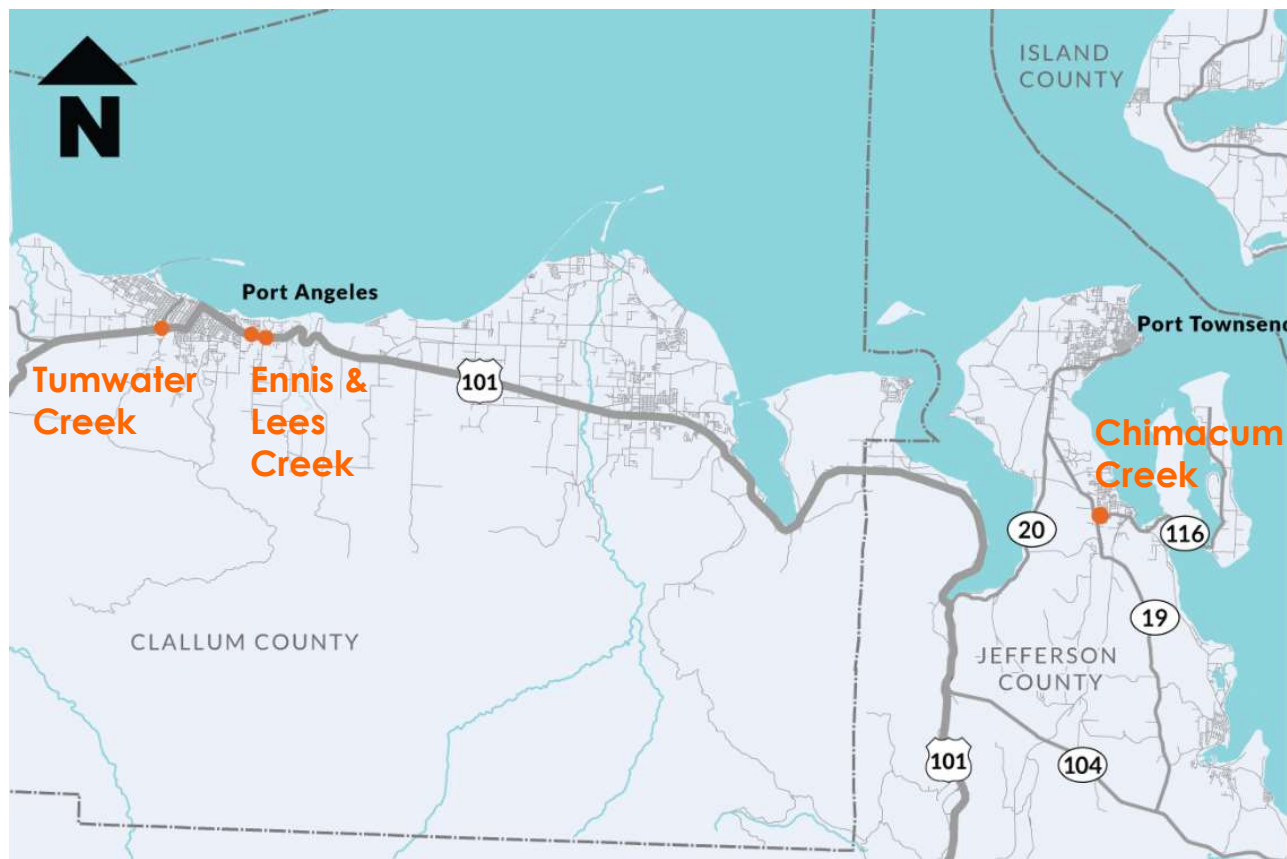 N
ISLAND
COUNTY
Port Angeles
Port Townsend
Tumwater
Creek
Ennis &
Lees
Creek
101
Chimacum
Creek
20
116
19
CLALLUM COUNTY
JEFFERSON
COUNTY
101
104